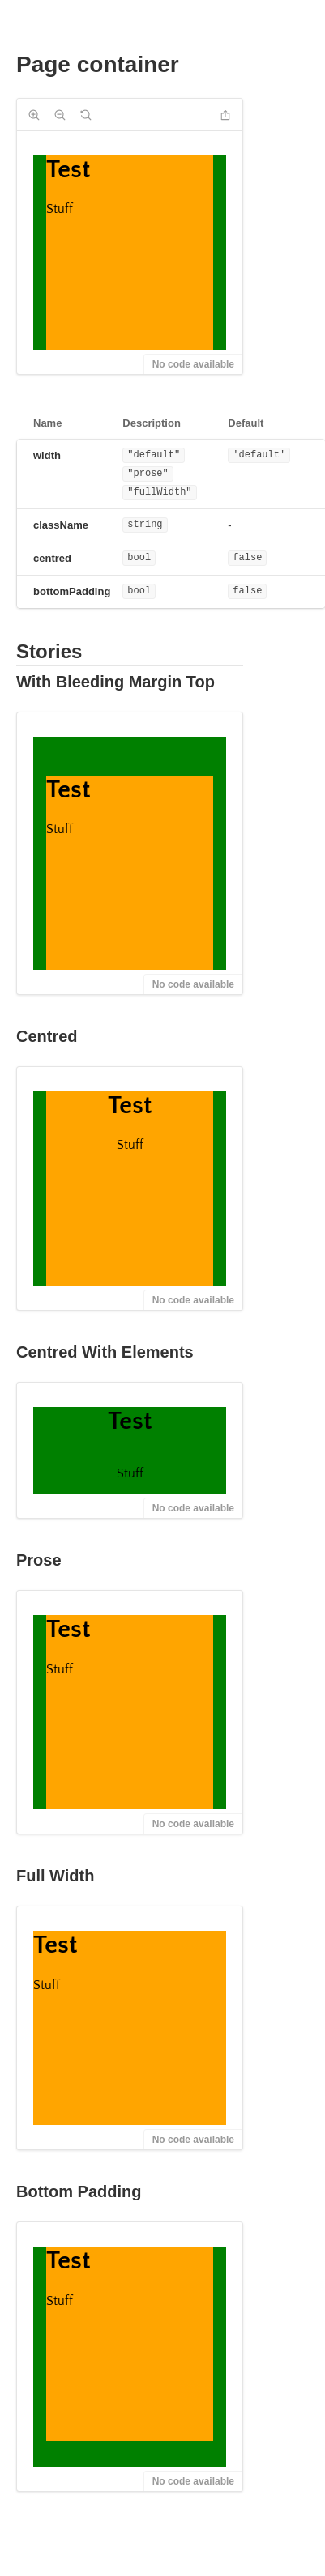 Page container
Test
Stuff
No code available
Name Description Default
width "default" 'default'
"prose"
"fullWidth"
className string -
centred bool false
bottomPadding bool false
Stories
With Bleeding Margin Top
Test
Stuff
No code available
Centred
Test
Stuff
No code available
Centred With Elements
Test
Stuff
No code available
Prose
Test
Stuff
No code available
Full Width
Test
Stuff
No code available
Bottom Padding
Test
Stuff
No code available